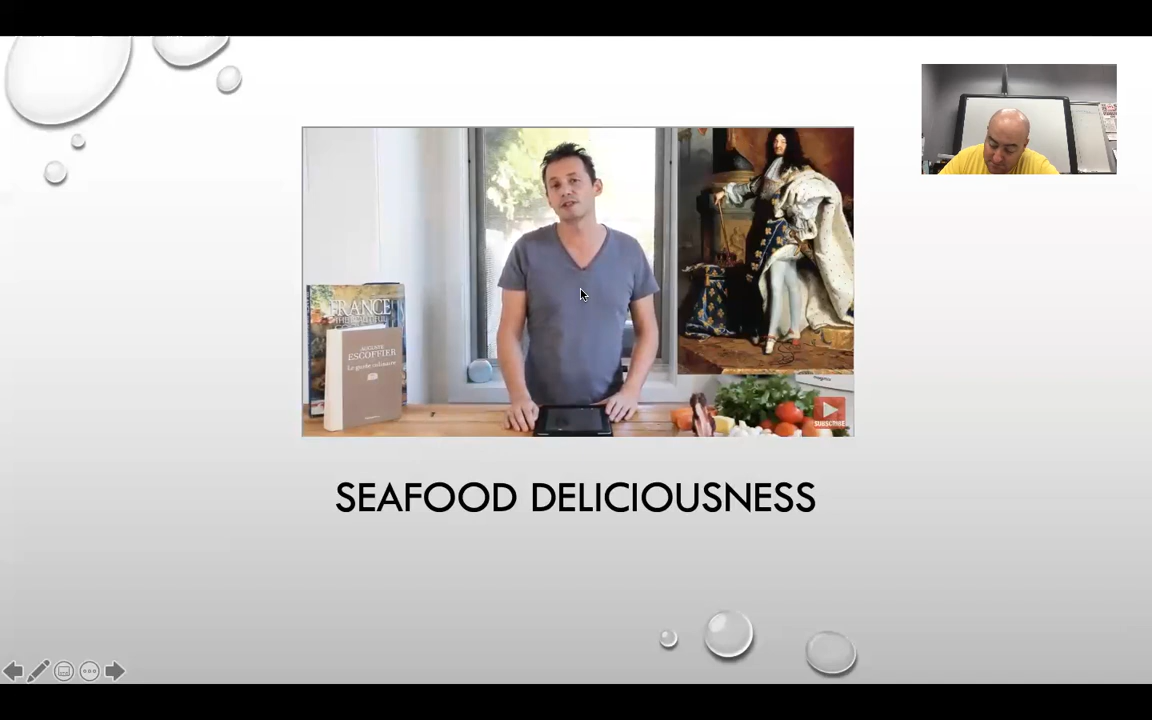 FRANCE
AUGUSTE
ESCOFFIER
Le guide culinaire
SUBSCRIBE
SEAFOOD DELICIOUSNESS